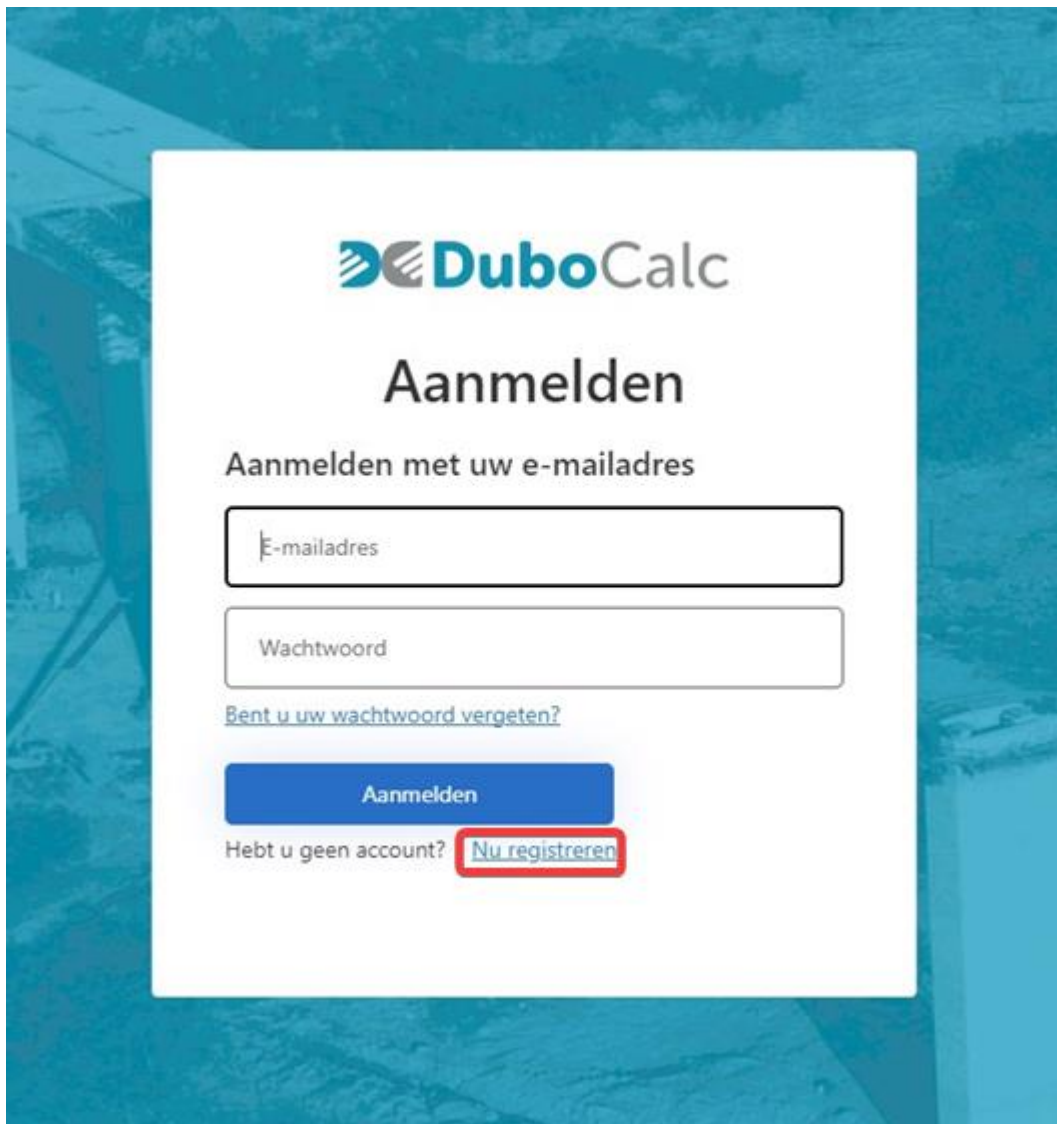 DuboCalc
Aanmelden
Aanmelden met uw e-mailadres
E-mailadres
Wachtwoord
Bent u uw wachtwoord vergeten?
Aanmelden
Hebt u geen account? Nu registreren